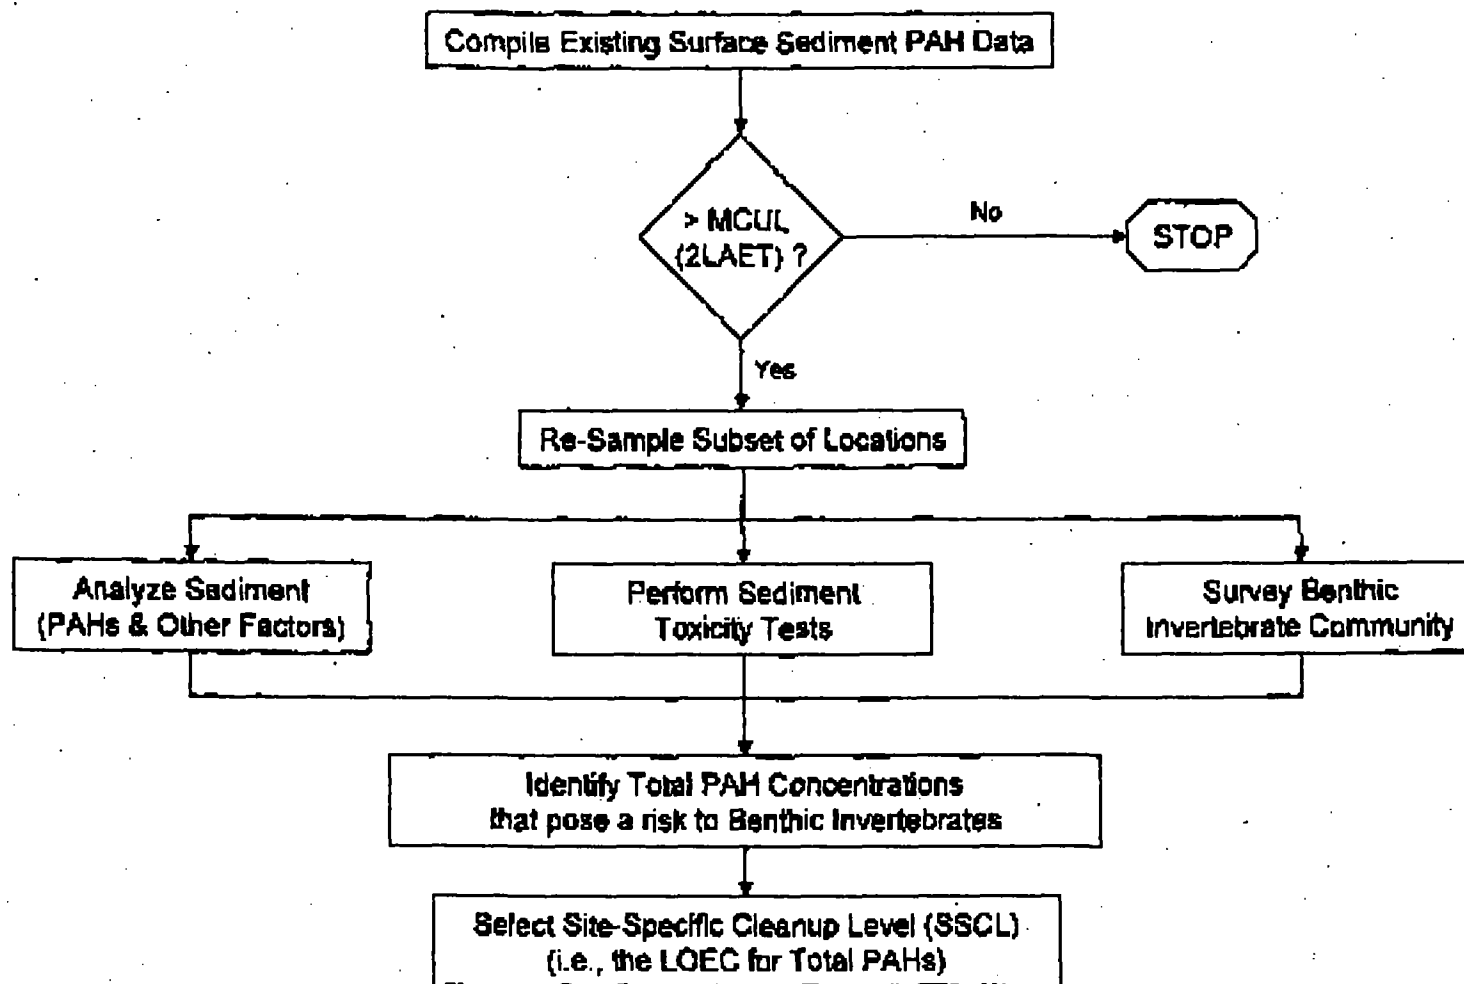 Compile Existing Surface Sediment PAH Data
> MCUL
(2LAET) ?
No
STOP
Yes
Re-Sample Subset of Locations
Analyze Sediment
(PAHs & Other Factors)
Perform Sediment
Toxicity Tests
Survey Benthic
Invertebrate Community
Identify Total PAH Concentrations
that pose a risk to Benthic Invertebrates
Select Site-Specific Cleanup Level (SSCL)
(i.e., the LOEC for Total PAHs)